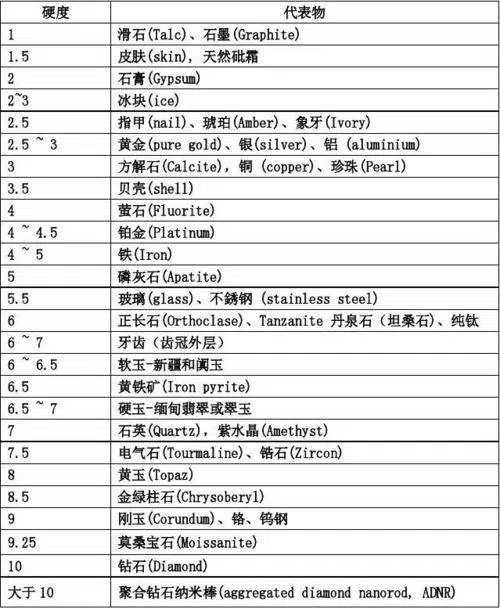 硬度 代表物
1 滑石(Talc)、石墨(Graphite)
1.5 皮肤(skin), 天然砒霜
2 石膏(Gypsum)
2~3 冰块(ice)
2.5 指甲(nail)、琥珀(Amber)、象牙(Ivory)
2.5 ~ 3 黄金(pure gold)、银(silver)、铝 (aluminium)
3 方解石(Calcite), 铜 (copper)、珍珠(Pearl)
3.5 贝壳(shell)
4 萤石(Fluorite)
4 ~ 4.5 铂金(Platinum)
4 ~ 5 铁(Iron)
5 磷灰石(Apatite)
5.5 玻璃(glass)、不銹钢 (stainless steel)
6 正长石(Orthoclase)、Tanzanite 丹泉石（坦桑石)、纯钛
6 ~ 7 牙齿（齿冠外层）
6 ~ 6.5 软玉-新疆和阗玉
6.5 黄铁矿(Iron pyrite)
6.5 ~ 7 硬玉-缅甸翡翠或翠玉
7 石英(Quartz), 紫水晶(Amethyst)
7.5 电气石(Tourmaline)、锆石(Zircon)
8 黄玉(Topaz)
8.5 金绿柱石(Chrysoberyl)
9 刚玉(Corundum)、铬、钨钢
9.25 莫桑宝石(Moissanite)
10 钻石(Diamond)
大于 10 聚合钻石纳米棒(aggregated diamond nanorod, ADNR)